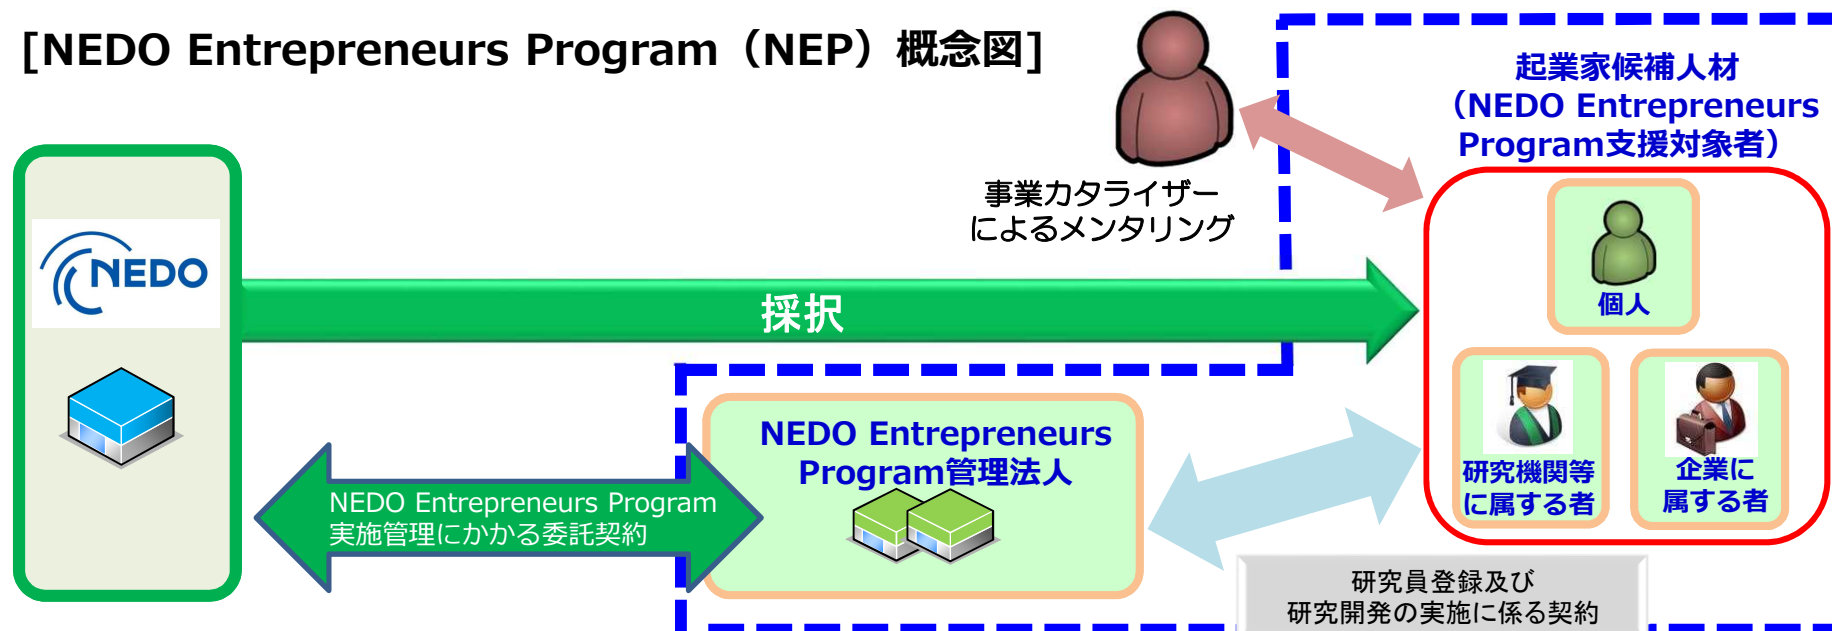 [NEDO Entrepreneurs Program（NEP）概念図]
起業家候補人材
（NEDO Entrepreneurs
Program支援対象者）
事業カタライザー
によるメンタリング
NEDO
採択
個人
NEDO Entrepreneurs
Program管理法人
NEDO Entrepreneurs Program
実施管理にかかる委託契約
研究機関等
に属する者
企業に
属する者
研究員登録及び
研究開発の実施に係る契約